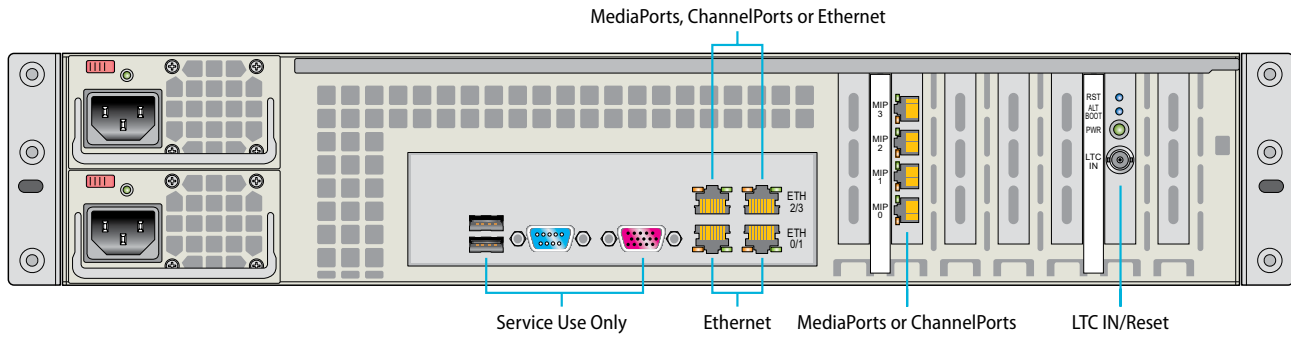 MediaPorts, ChannelPorts or Ethernet
MIP
3
MIP
2
MIP
1
MIP
0
RST
ALT
BOOT
PWR
LTC
IN
ETH
2/3
ETH
0/1
Service Use Only
Ethernet
MediaPorts or ChannelPorts
LTC IN/Reset